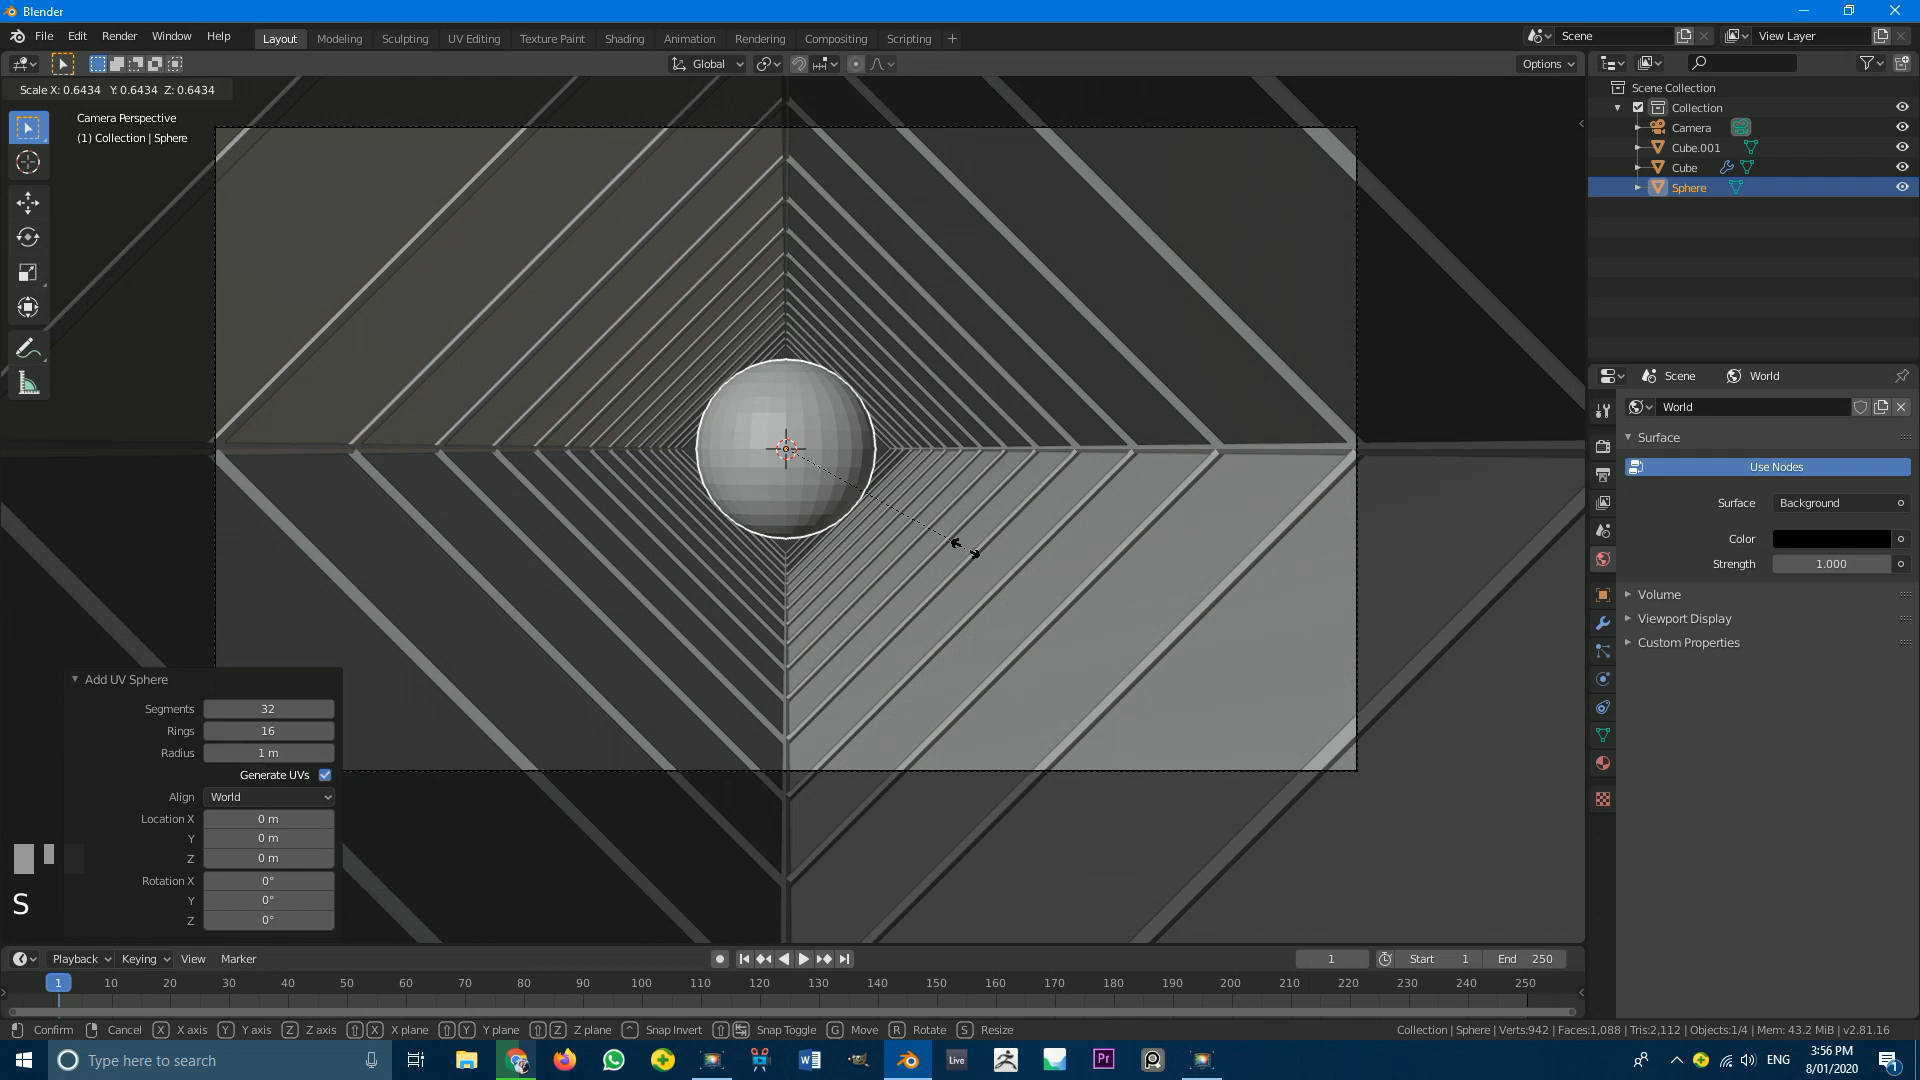 Blender
File Edit Render Window Help
Layout Modeling Sculpting UV Editing Texture Paint Shading Animation Rendering Compositing Scripting
Scene
View Layer
Global
Options
Scale X: 0.6434 Y: 0.6434 Z: 0.6434
Camera Perspective
(1) Collection | Sphere
Scene Collection
Collection
Camera
Cube.001
Cube
Sphere
Scene World
World
Surface
Use Nodes
Surface Background
Color
Strength 1.000
Volume
Viewport Display
Custom Properties
Add UV Sphere
Segments 32
Rings 16
Radius 1 m
Generate UVs
Align World
Location X 0 m
Y 0 m
Z 0 m
Rotation X 0°
Y 0°
Z 0°
S
Playback Keying View Marker
1 Start 1 End 250
1 10 20 30 40 50 60 70 80 90 100 110 120 130 140 150 160 170 180 190 200 210 220 230 240 250
Confirm Cancel X X axis Y Y axis Z Z axis X X plane Y Y plane Z Z plane Snap Invert Snap Toggle G Move R Rotate S Resize
Collection | Sphere | Verts:942 | Faces:1,088 | Tris:2,112 | Objects:1/4 | Mem: 43.2 MiB | v2.81.16
Type here to search
Live
Pr
ENG
3:56 PM
8/01/2020
1